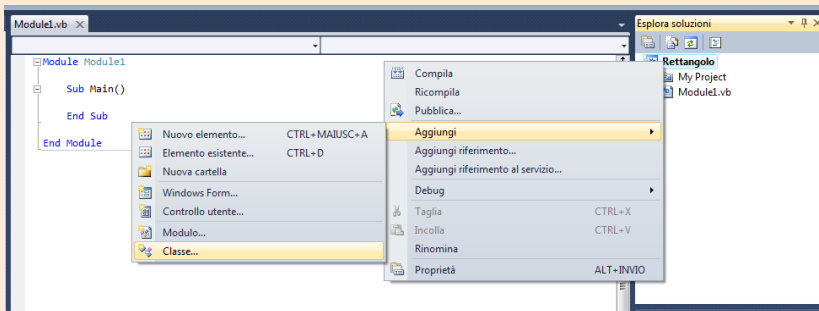 Module1.vb
Module Module1
Sub Main()
End Sub
End Module
Nuovo elemento... CTRL+MAIUSC+A
Elemento esistente... CTRL+D
Nuova cartella
Windows Form...
Controllo utente...
Modulo...
Classe...
Compila
Ricompila
Pubblica...
Aggiungi
Aggiungi riferimento...
Aggiungi riferimento al servizio...
Debug
Taglia CTRL+X
Incolla CTRL+V
Rinomina
Proprietà ALT+INVIO
Esplora soluzioni
Rettangolo
My Project
Module1.vb